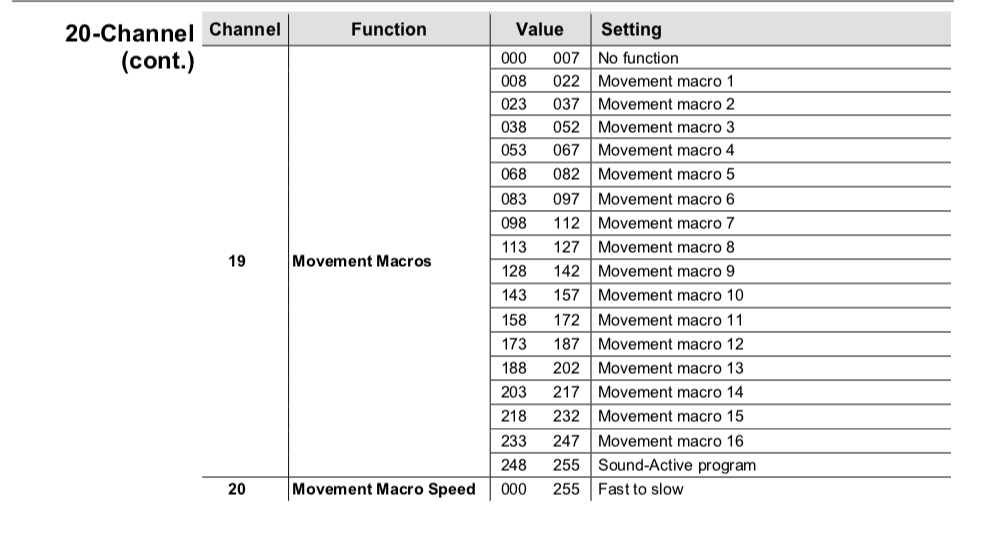 20-Channel (cont.)
Channel Function Value Setting
000 007 No function
008 022 Movement macro 1
023 037 Movement macro 2
038 052 Movement macro 3
053 067 Movement macro 4
068 082 Movement macro 5
083 097 Movement macro 6
098 112 Movement macro 7
113 127 Movement macro 8
19 Movement Macros
128 142 Movement macro 9
143 157 Movement macro 10
158 172 Movement macro 11
173 187 Movement macro 12
188 202 Movement macro 13
203 217 Movement macro 14
218 232 Movement macro 15
233 247 Movement macro 16
248 255 Sound-Active program
20 Movement Macro Speed 000 255 Fast to slow